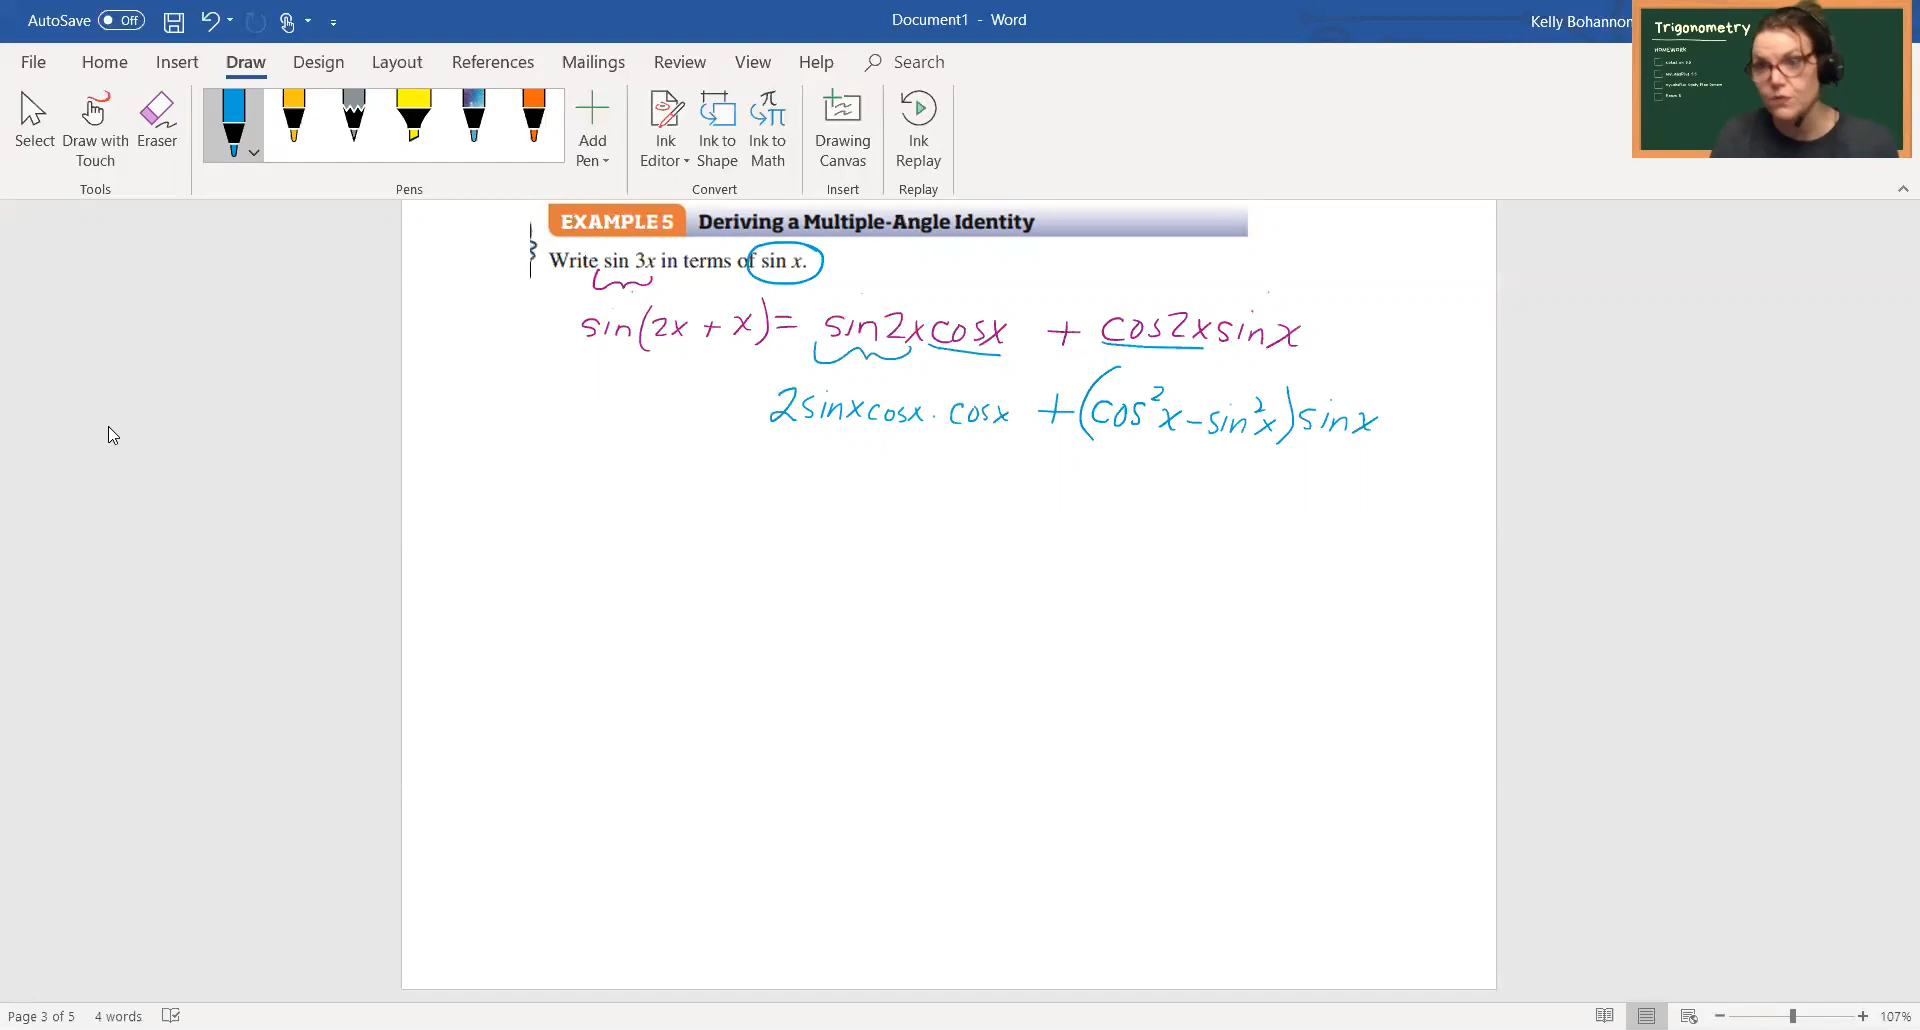 AutoSave Off Document1 - Word Kelly Bohannon
File Home Insert Draw Design Layout References Mailings Review View Help Search
Select Draw with Touch Eraser Add Pen Ink Editor Ink to Shape Ink to Math Drawing Canvas Ink Replay
Tools Pens Convert Insert Replay
Trigonometry
HOMEWORK
EXAMPLE 5 Deriving a Multiple-Angle Identity
Write sin 3x in terms of sin x.
sin(2x + x) = sin2xcosx + cos2xsinx
2sinxcosx · cosx + (cos²x - sin²x)sinx
Page 3 of 5 4 words 107%